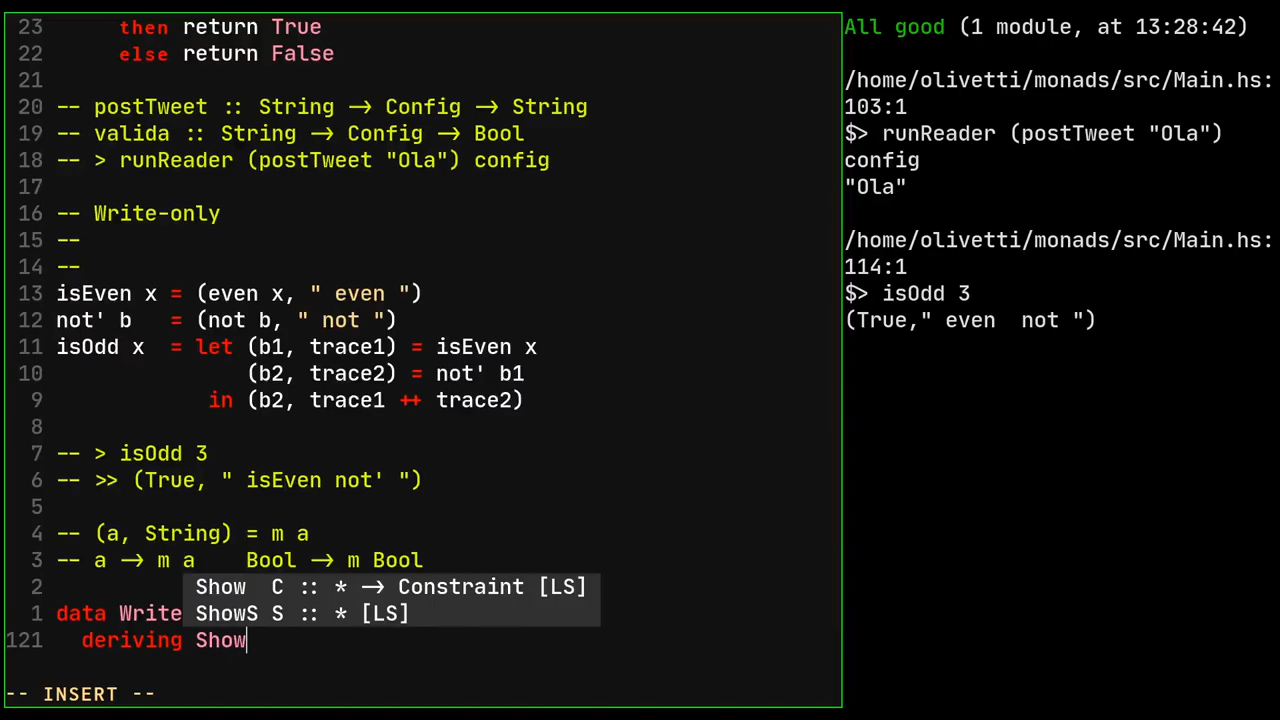 23      then return True
22      else return False
21
20 -- postTweet :: String -> Config -> String
19 -- valida :: String -> Config -> Bool
18 -- > runReader (postTweet "Ola") config
17
16 -- Write-only
15 --
14 --
13 isEven x = (even x, " even ")
12 not' b   = (not b, " not ")
11 isOdd x  = let (b1, trace1) = isEven x
10                (b2, trace2) = not' b1
9             in (b2, trace1 ++ trace2)
8
7 -- > isOdd 3
6 -- >> (True, " isEven not' ")
5
4 -- (a, String) = m a
3 -- a -> m a    Bool -> m Bool
2           Show  C :: * -> Constraint [LS]
1 data Write ShowS S :: * [LS]
121   deriving Show
-- INSERT --
All good (1 module, at 13:28:42)
/home/olivetti/monads/src/Main.hs:
103:1
$> runReader (postTweet "Ola")
config
"Ola"
/home/olivetti/monads/src/Main.hs:
114:1
$> isOdd 3
(True," even  not ")